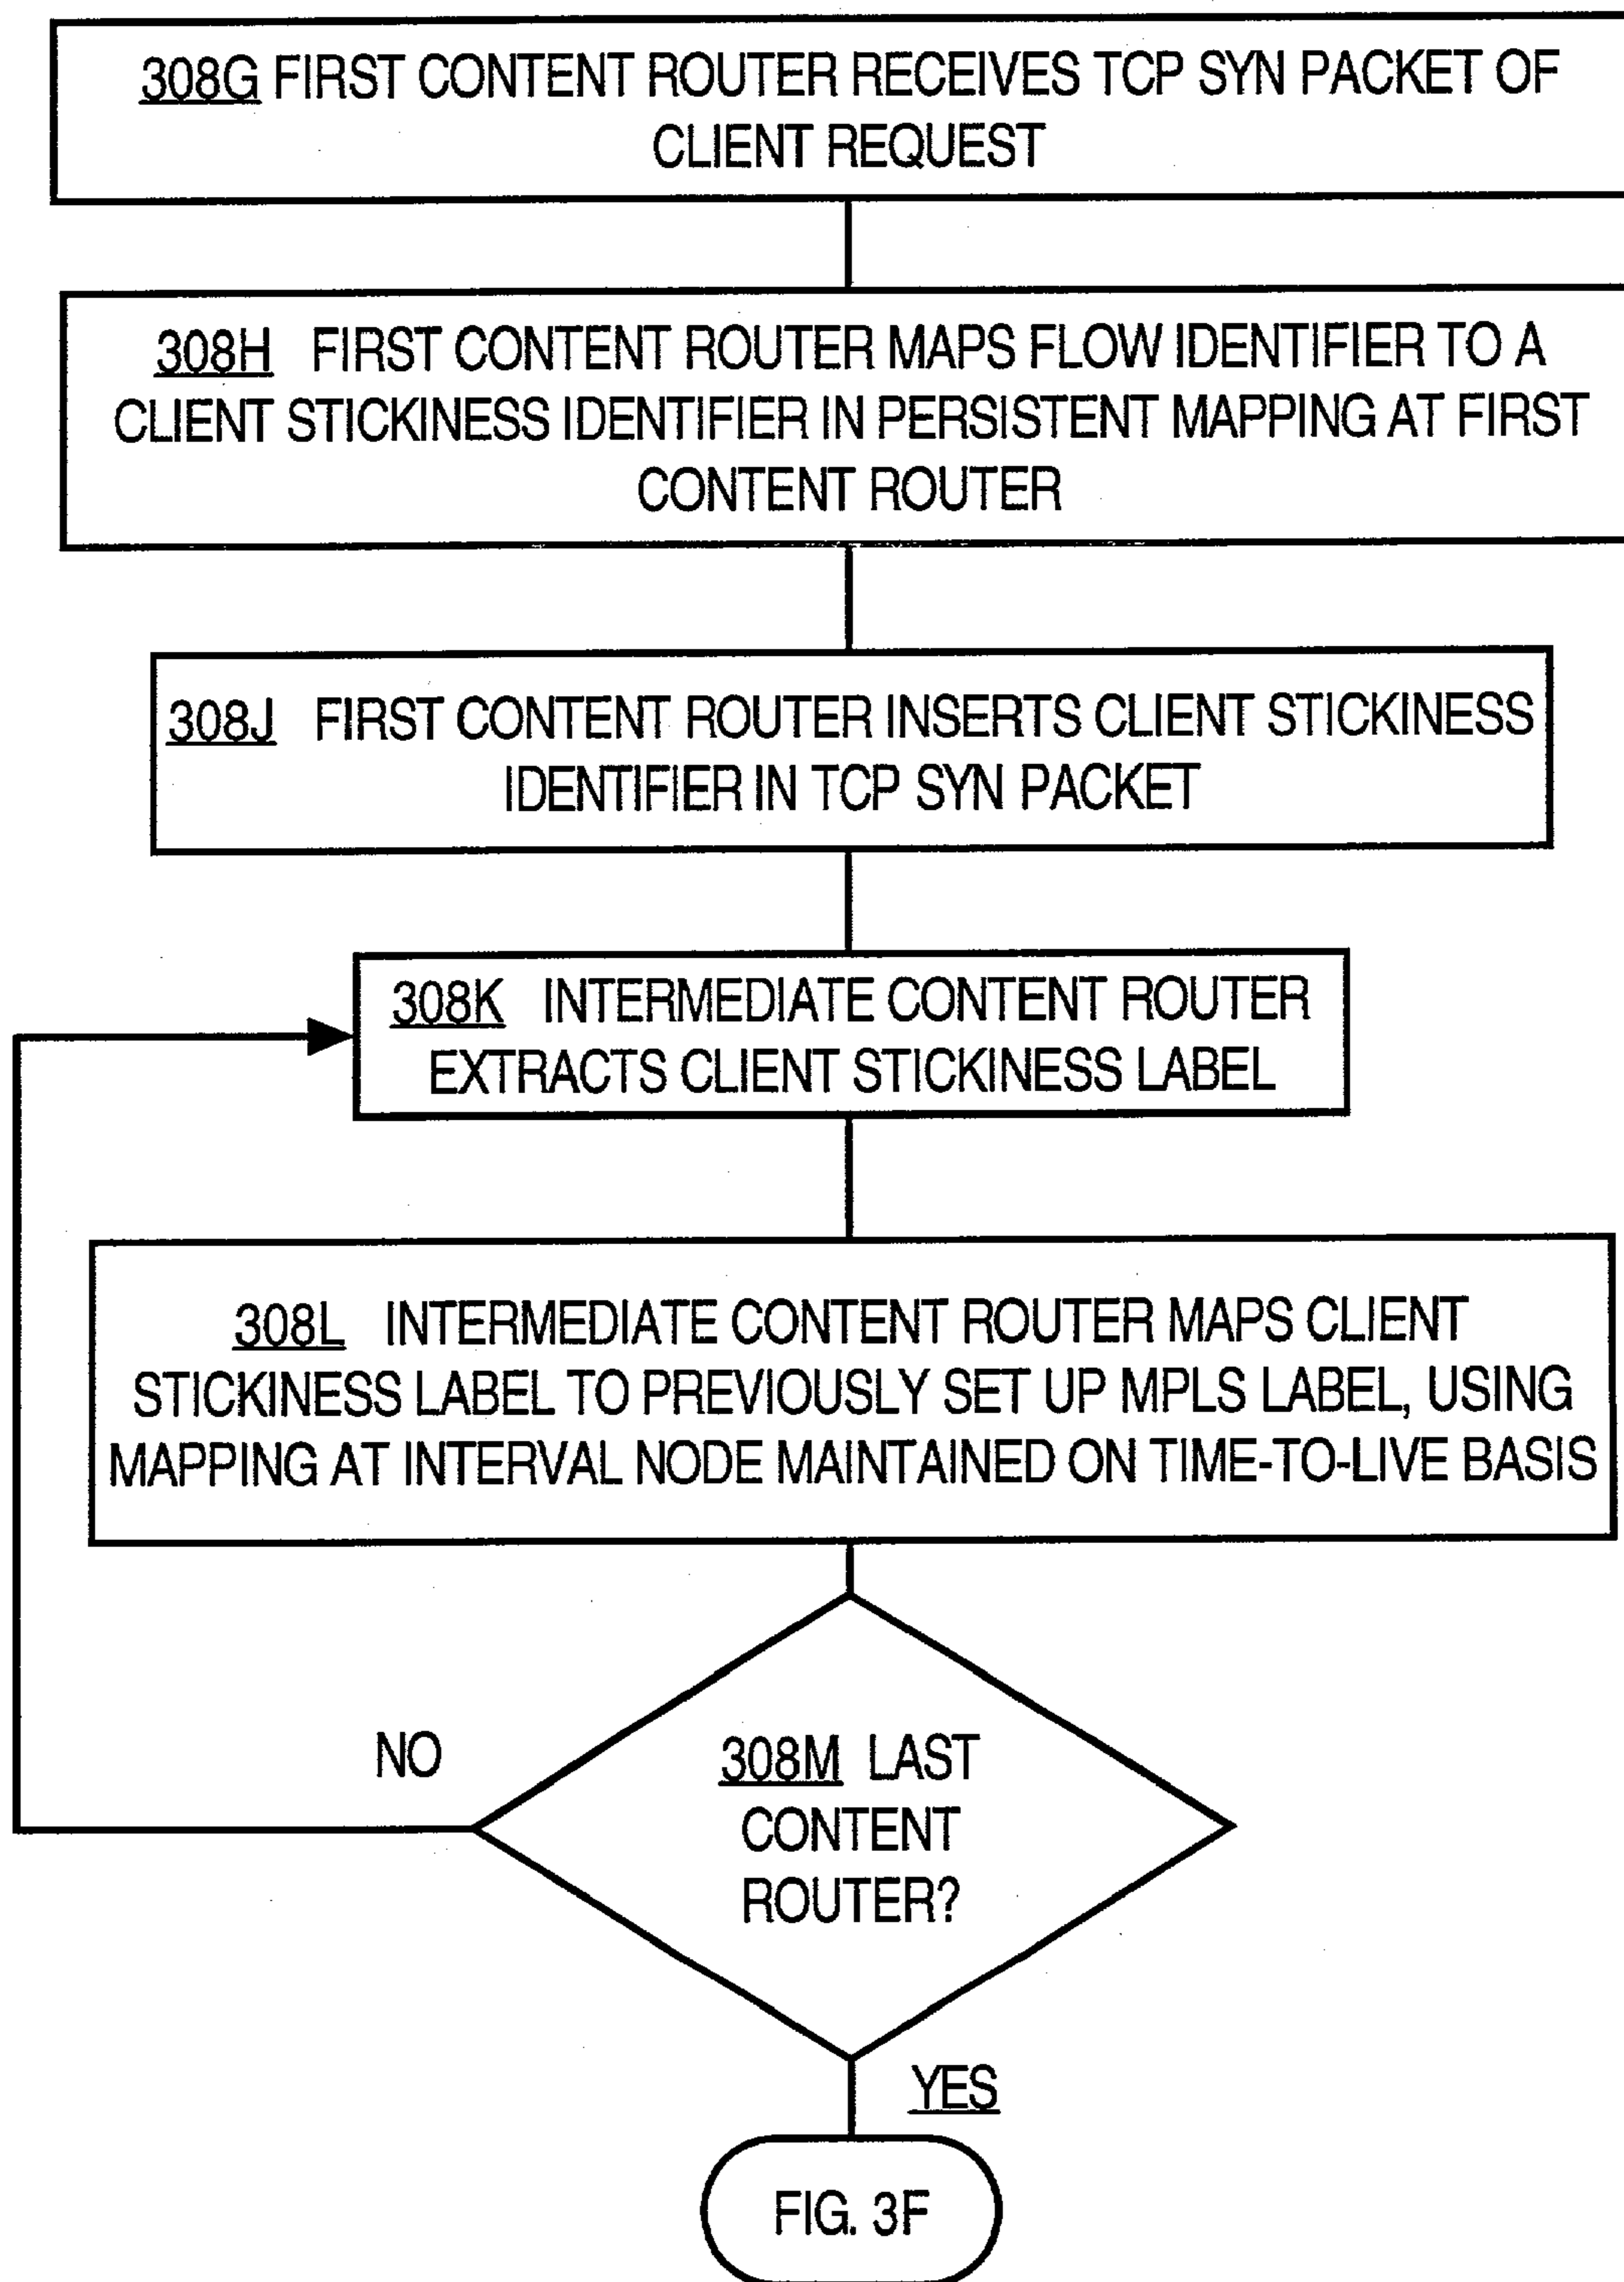 308G FIRST CONTENT ROUTER RECEIVES TCP SYN PACKET OF
CLIENT REQUEST
308H FIRST CONTENT ROUTER MAPS FLOW IDENTIFIER TO A
CLIENT STICKINESS IDENTIFIER IN PERSISTENT MAPPING AT FIRST
CONTENT ROUTER
308J FIRST CONTENT ROUTER INSERTS CLIENT STICKINESS
IDENTIFIER IN TCP SYN PACKET
308K INTERMEDIATE CONTENT ROUTER
EXTRACTS CLIENT STICKINESS LABEL
308L INTERMEDIATE CONTENT ROUTER MAPS CLIENT
STICKINESS LABEL TO PREVIOUSLY SET UP MPLS LABEL, USING
MAPPING AT INTERVAL NODE MAINTAINED ON TIME-TO-LIVE BASIS
NO
308M LAST
CONTENT
ROUTER?
YES
FIG. 3F